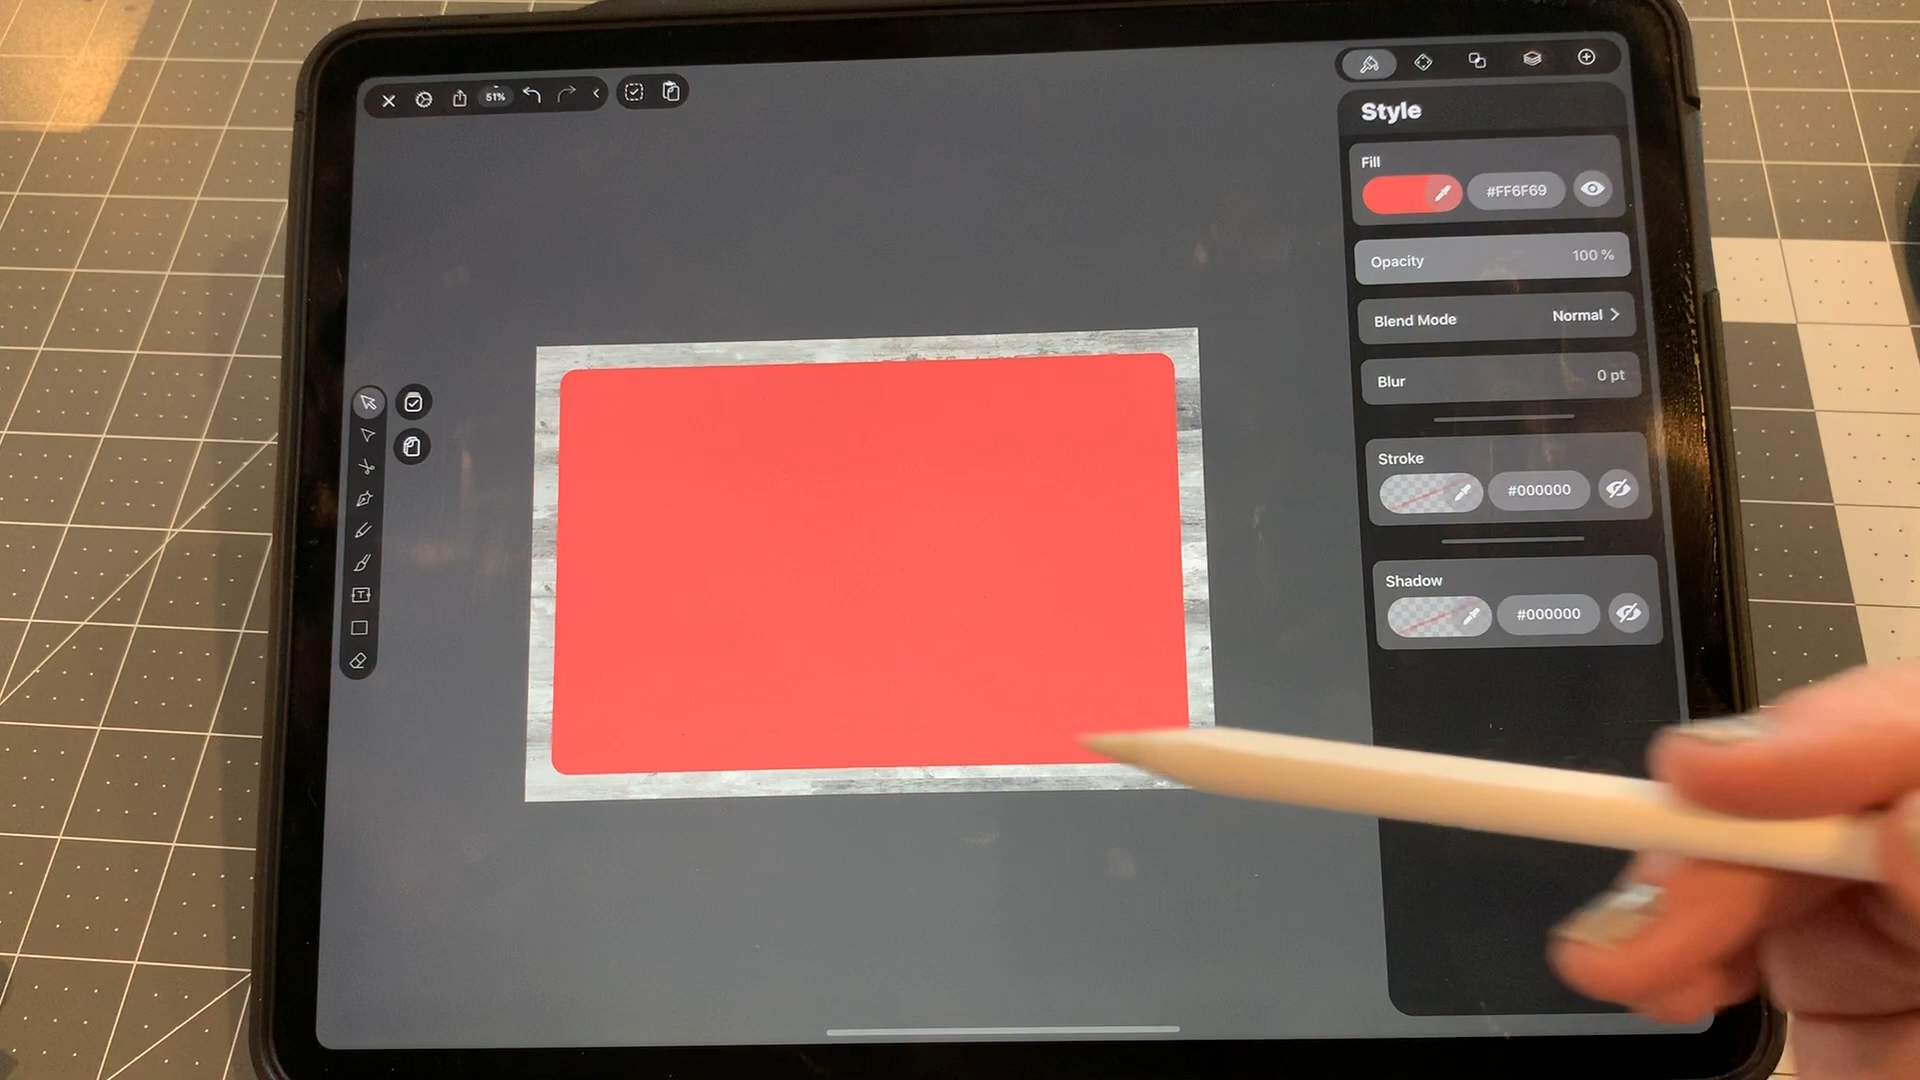 51%
Style
Fill
#FF6F69
Opacity 100 %
Blend Mode Normal
Blur 0 pt
Stroke
#000000
Shadow
#000000